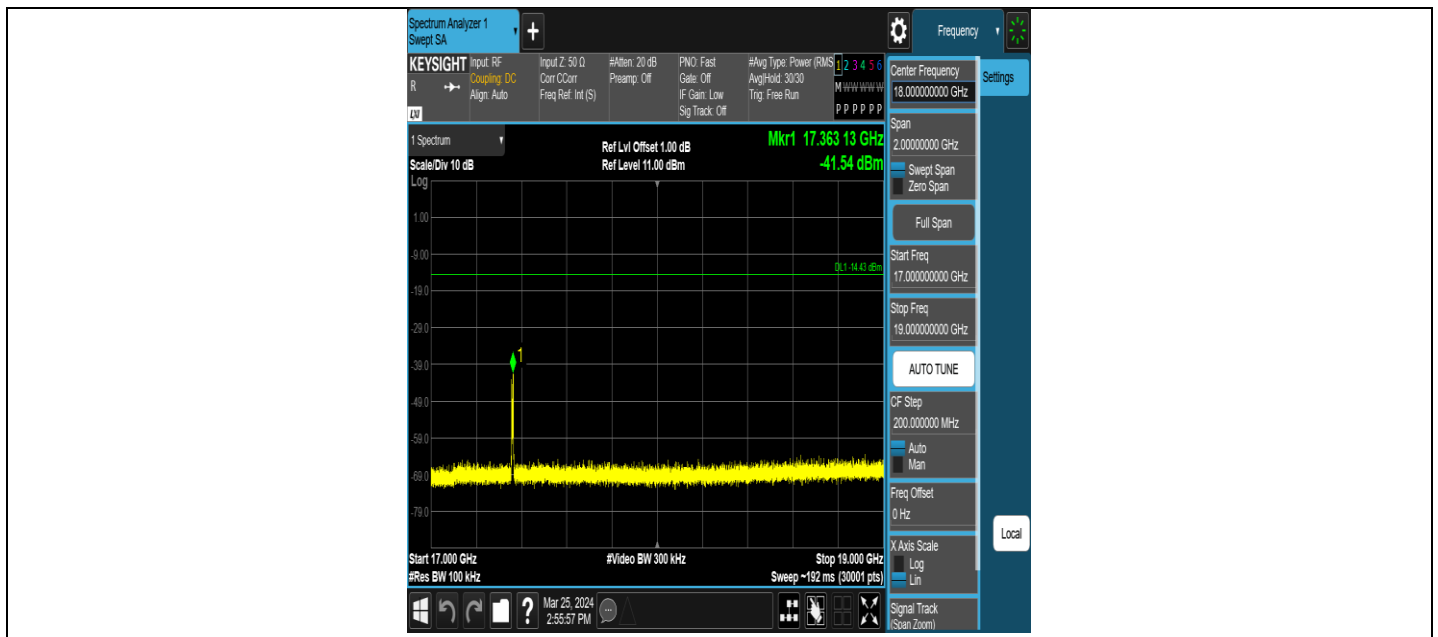 Spectrum Analyzer 1
Swept SA
+
Frequency
KEYSIGHT
R
LXI
Input: RF
Coupling: DC
Align: Auto
Input Z: 50 Ω
Corr CCorr
Freq Ref: Int (S)
#Atten: 20 dB
Preamp: Off
PNO: Fast
Gate: Off
IF Gain: Low
Sig Track: Off
#Avg Type: Power (RMS
Avg|Hold: 30/30
Trig: Free Run
1 2 3 4 5 6
M W W W W W
P P P P P P
1 Spectrum
Scale/Div 10 dB
Log
Ref Lvl Offset 1.00 dB
Ref Level 11.00 dBm
Mkr1 17.363 13 GHz
-41.54 dBm
1.00
-9.00
DL1 -14.43 dBm
-19.0
-29.0
1
-39.0
-49.0
-59.0
-69.0
-79.0
Start 17.000 GHz
#Video BW 300 kHz
Stop 19.000 GHz
#Res BW 100 kHz
Sweep ~192 ms (30001 pts)
?
Mar 25, 2024
2:55:57 PM
Center Frequency
18.000000000 GHz
Settings
Span
2.00000000 GHz
Swept Span
Zero Span
Full Span
Start Freq
17.000000000 GHz
Stop Freq
19.000000000 GHz
AUTO TUNE
CF Step
200.000000 MHz
Auto
Man
Freq Offset
0 Hz
Local
X Axis Scale
Log
Lin
Signal Track
(Span Zoom)